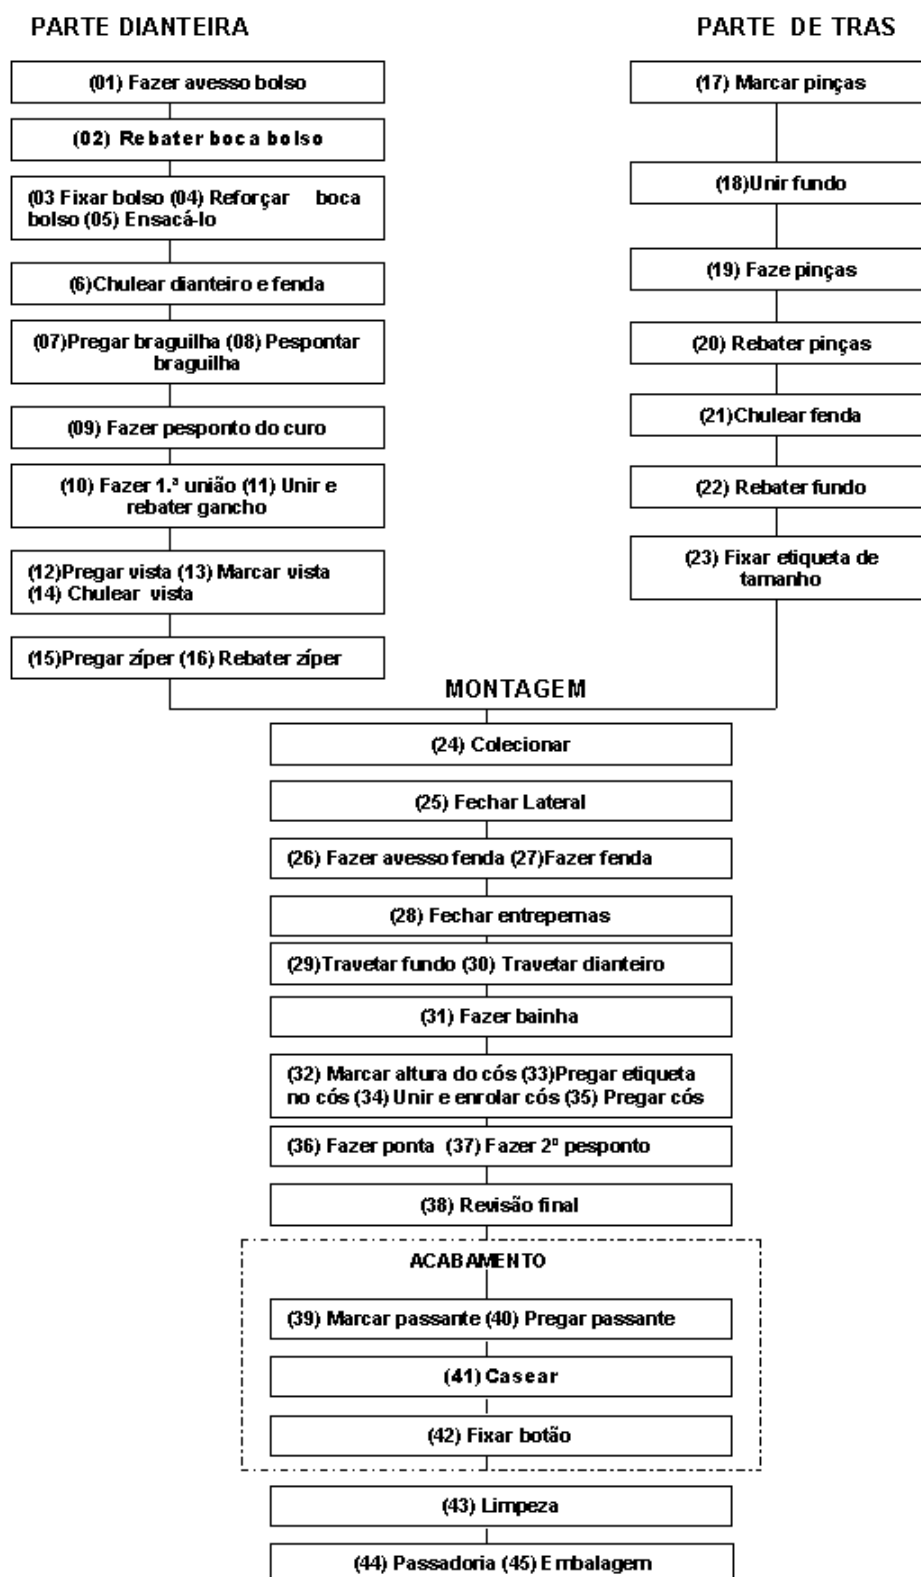 PARTE DIANTEIRA
(01) Fazer avesso bolso
(02) Rebater boca bolso
(03 Fixar bolso (04) Reforçar boca
bolso (05) Ensacá-lo
(6)Chulear dianteiro e fenda
(07)Pregar braguilha (08) Pespontar
braguilha
(09) Fazer pesponto do curo
(10) Fazer 1.ª união (11) Unir e
rebater gancho
(12)Pregar vista (13) Marcar vista
(14) Chulear vista
(15)Pregar zíper (16) Rebater zíper
PARTE DE TRAS
(17) Marcar pinças
(18)Unir fundo
(19) Faze pinças
(20) Rebater pinças
(21)Chulear fenda
(22) Rebater fundo
(23) Fixar etiqueta de
tamanho
MONTAGEM
(24) Colecionar
(25) Fechar Lateral
(26) Fazer avesso fenda (27)Fazer fenda
(28) Fechar entrepernas
(29)Travetar fundo (30) Travetar dianteiro
(31) Fazer bainha
(32) Marcar altura do cós (33)Pregar etiqueta
no cós (34) Unir e enrolar cós (35) Pregar cós
(36) Fazer ponta (37) Fazer 2º pesponto
(38) Revisão final
ACABAMENTO
(39) Marcar passante (40) Pregar passante
(41) Casear
(42) Fixar botão
(43) Limpeza
(44) Passadoria (45) Embalagem